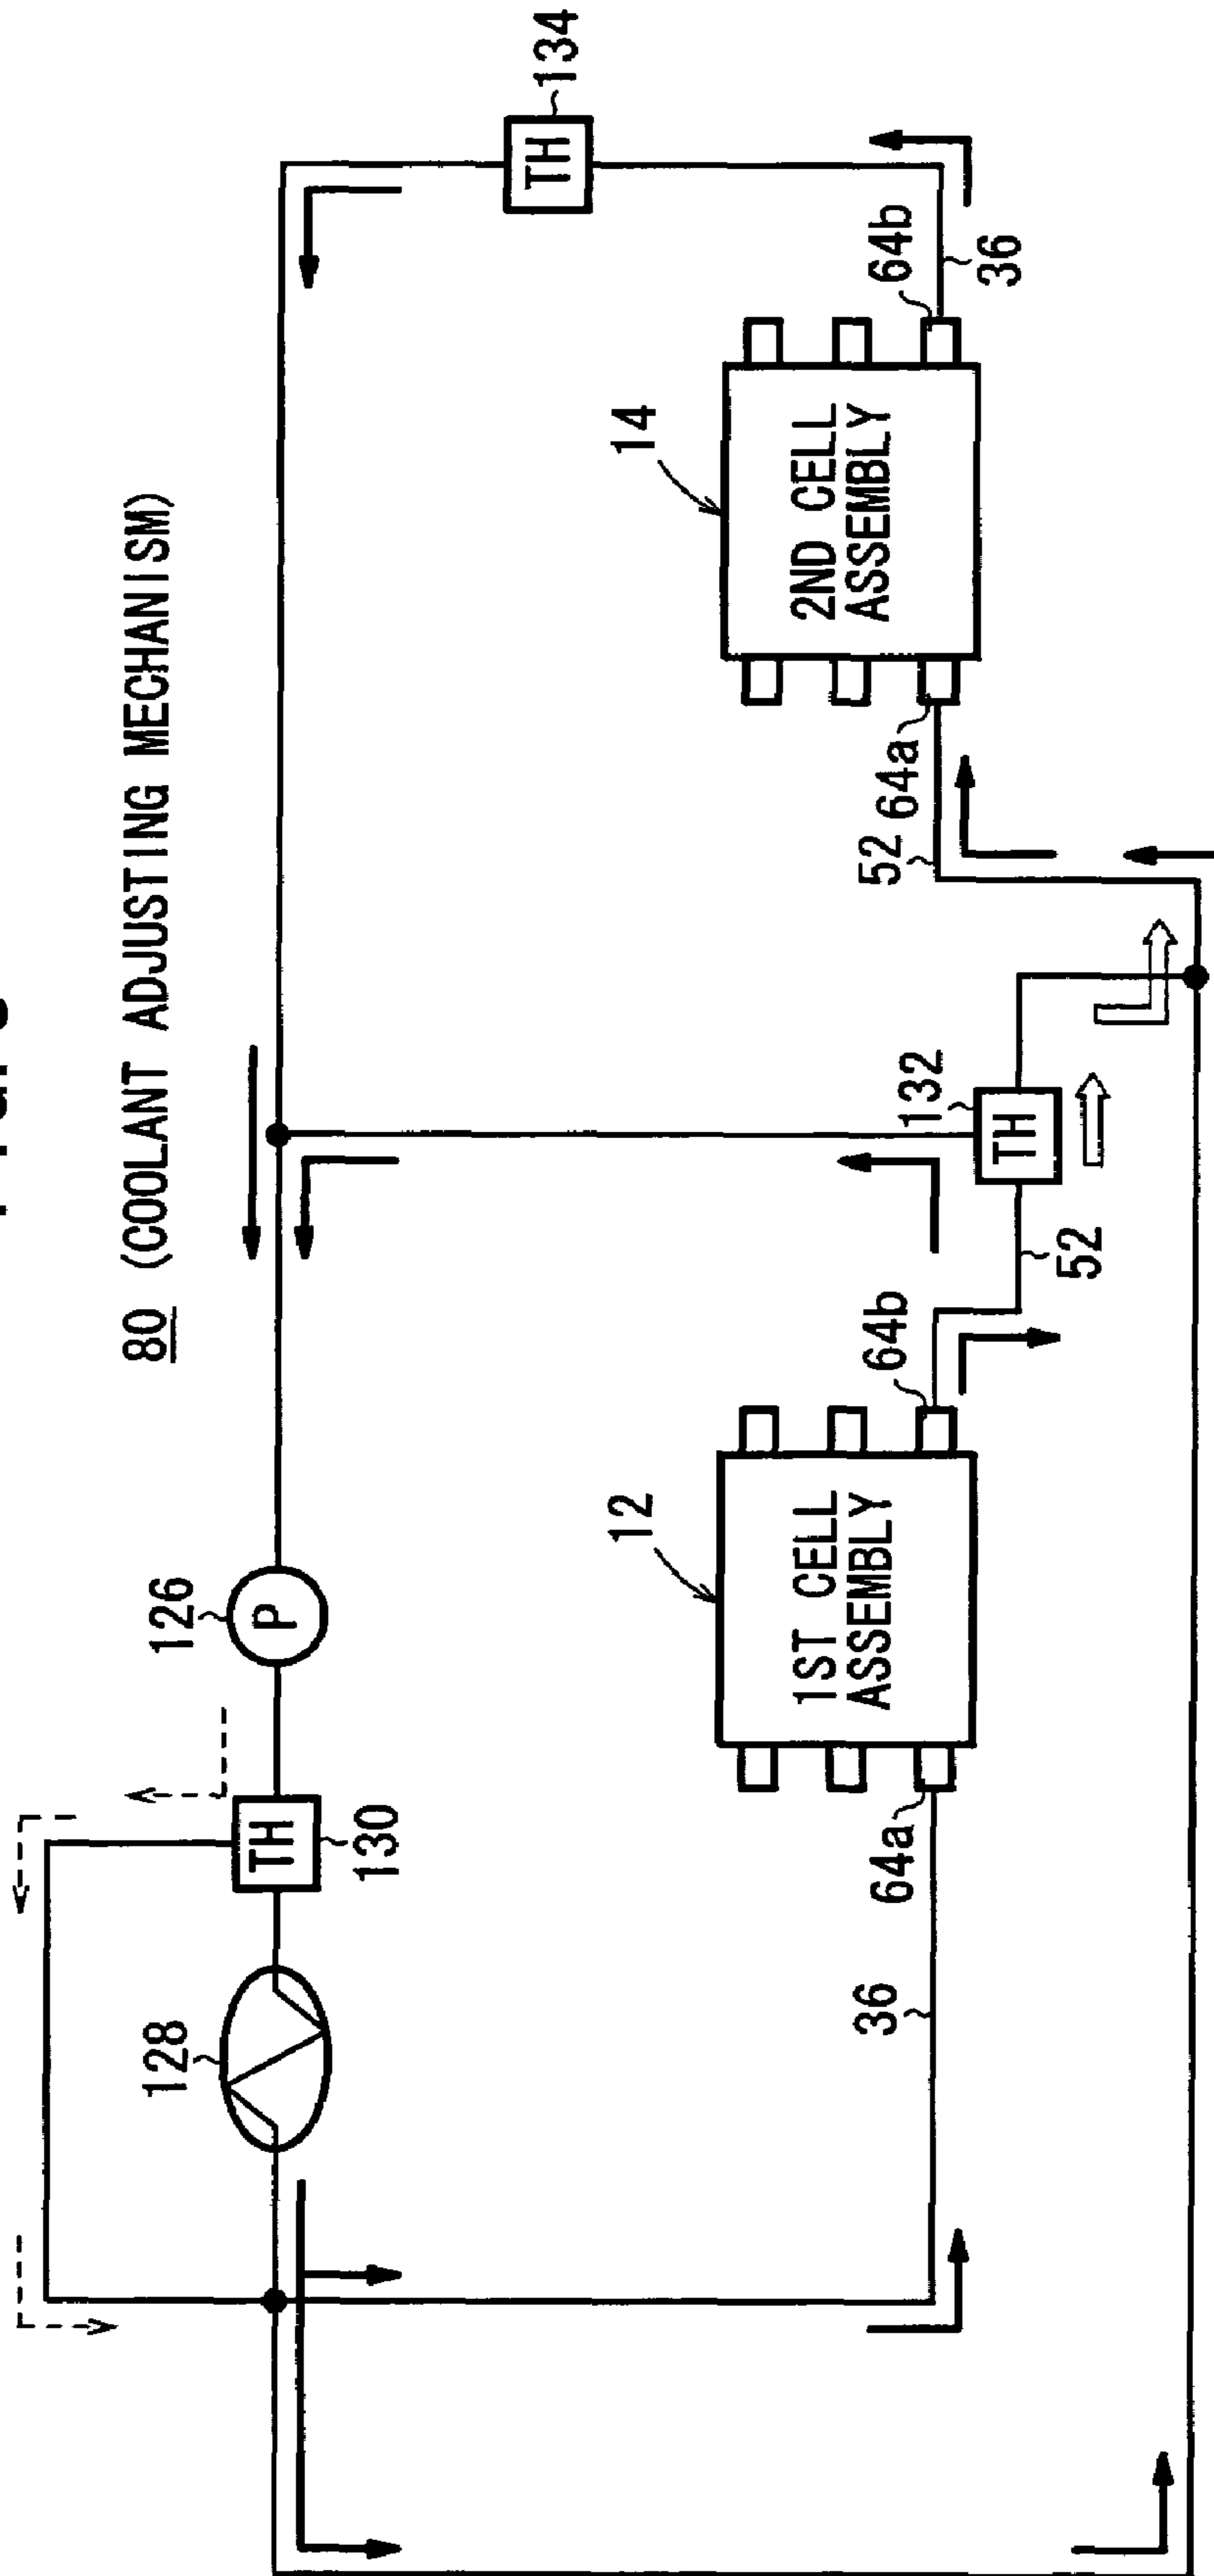 80 (COOLANT ADJUSTING MECHANISM)
128
126
TH
P
130
134
TH
12
14
1ST CELL
ASSEMBLY
2ND CELL
ASSEMBLY
36
64a
64b
52
132
TH
52
64a
64b
36